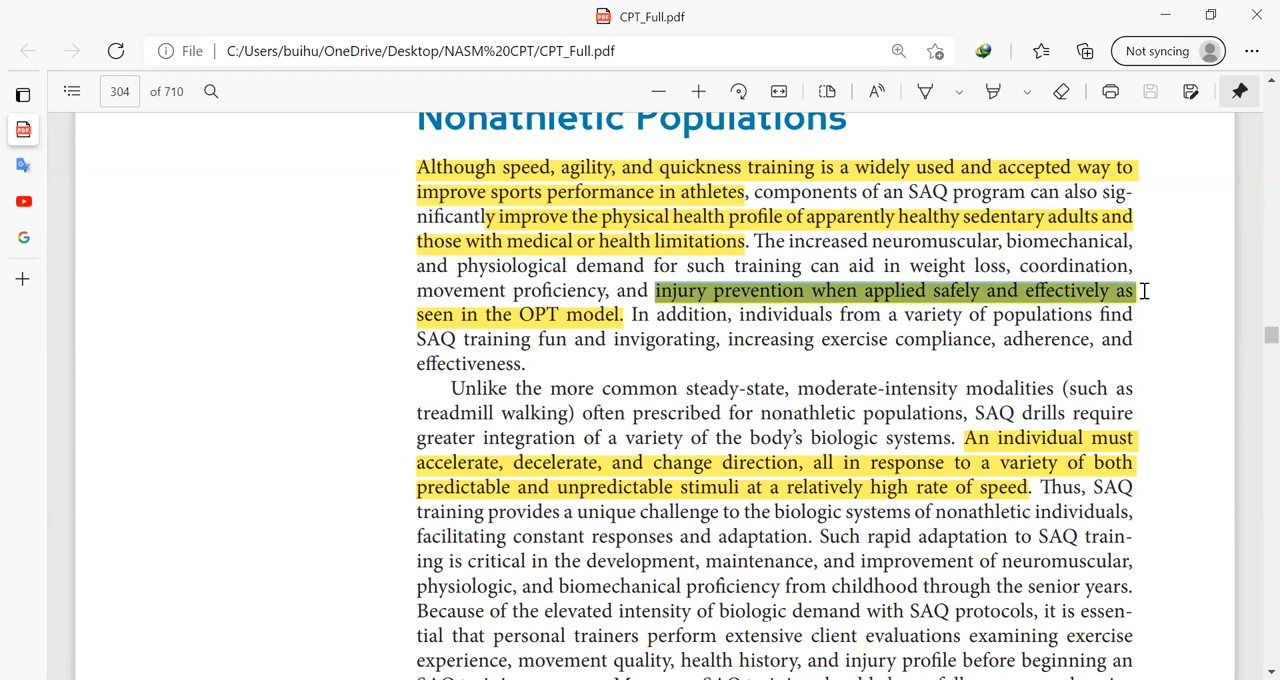 CPT_Full.pdf
File C:/Users/buihu/OneDrive/Desktop/NASM%20CPT/CPT_Full.pdf Not syncing
304 of 710
Nonathletic Populations
Although speed, agility, and quickness training is a widely used and accepted way to
improve sports performance in athletes, components of an SAQ program can also sig-
nificantly improve the physical health profile of apparently healthy sedentary adults and
those with medical or health limitations. The increased neuromuscular, biomechanical,
and physiological demand for such training can aid in weight loss, coordination,
movement proficiency, and injury prevention when applied safely and effectively as
seen in the OPT model. In addition, individuals from a variety of populations find
SAQ training fun and invigorating, increasing exercise compliance, adherence, and
effectiveness.
Unlike the more common steady-state, moderate-intensity modalities (such as
treadmill walking) often prescribed for nonathletic populations, SAQ drills require
greater integration of a variety of the body's biologic systems. An individual must
accelerate, decelerate, and change direction, all in response to a variety of both
predictable and unpredictable stimuli at a relatively high rate of speed. Thus, SAQ
training provides a unique challenge to the biologic systems of nonathletic individuals,
facilitating constant responses and adaptation. Such rapid adaptation to SAQ train-
ing is critical in the development, maintenance, and improvement of neuromuscular,
physiologic, and biomechanical proficiency from childhood through the senior years.
Because of the elevated intensity of biologic demand with SAQ protocols, it is essen-
tial that personal trainers perform extensive client evaluations examining exercise
experience, movement quality, health history, and injury profile before beginning an